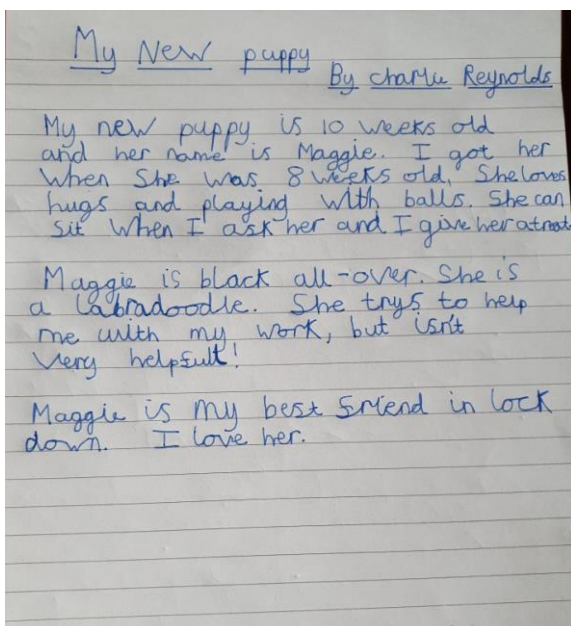 My New puppy
By Charlie Reynolds
My new puppy is 10 weeks old
and her name is Maggie. I got her
When She was 8 weeks old. She loves
hugs and playing with balls. She can
Sit when I ask her and I give her a treat.
Maggie is black all-over. She is
a labradoodle. She trys to help
me with my work, but isn't
very helpfull!
Maggie is my best friend in lock
down. I love her.